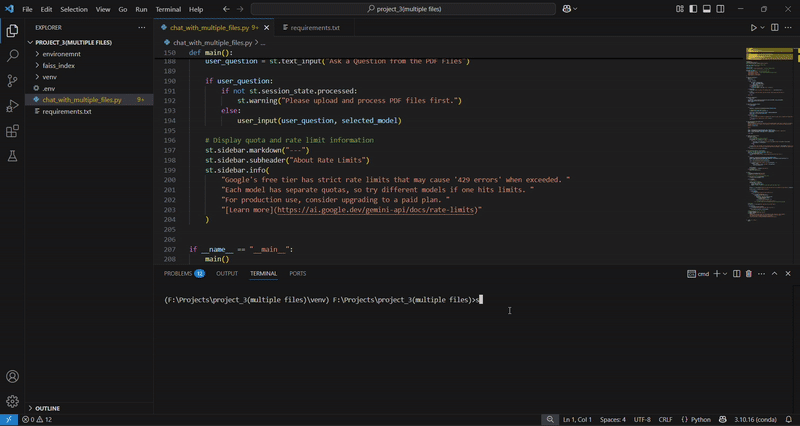 File Edit Selection View Go Run Terminal Help
project_3(multiple files)
EXPLORER
PROJECT_3(MULTIPLE FILES)
environemnt
faiss_index
venv
.env
chat_with_multiple_files.py 9+
requirements.txt
OUTLINE
chat_with_multiple_files.py 9+
requirements.txt
chat_with_multiple_files.py > ...
150 def main():
188 user_question = st.text_input("Ask a Question from the PDF Files")
189
190 if user_question:
191 if not st.session_state.processed:
192 st.warning("Please upload and process PDF files first.")
193 else:
194 user_input(user_question, selected_model)
195
196 # Display quota and rate limit information
197 st.sidebar.markdown("---")
198 st.sidebar.subheader("About Rate Limits")
199 st.sidebar.info(
200 "Google's free tier has strict rate limits that may cause '429 errors' when exceeded. "
201 "Each model has separate quotas, so try different models if one hits limits. "
202 "For production use, consider upgrading to a paid plan. "
203 "[Learn more](https://ai.google.dev/gemini-api/docs/rate-limits)"
204 )
205
206
207 if __name__ == "__main__":
208 main()
PROBLEMS 12 OUTPUT TERMINAL PORTS
cmd
(F:\Projects\project_3(multiple files)\venv) F:\Projects\project_3(multiple files)>s
0 12
Ln 1, Col 1 Spaces: 4 UTF-8 CRLF {} Python 3.10.16 (conda)